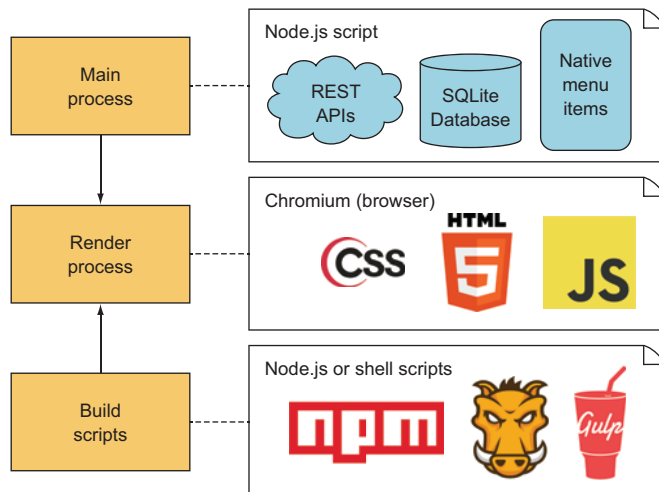 Main
process
Node.js script
REST
APIs
SQLite
Database
Native
menu
items
Render
process
Chromium (browser)
CSS
HTML
5
JS
Build
scripts
Node.js or shell scripts
npm
Gulp